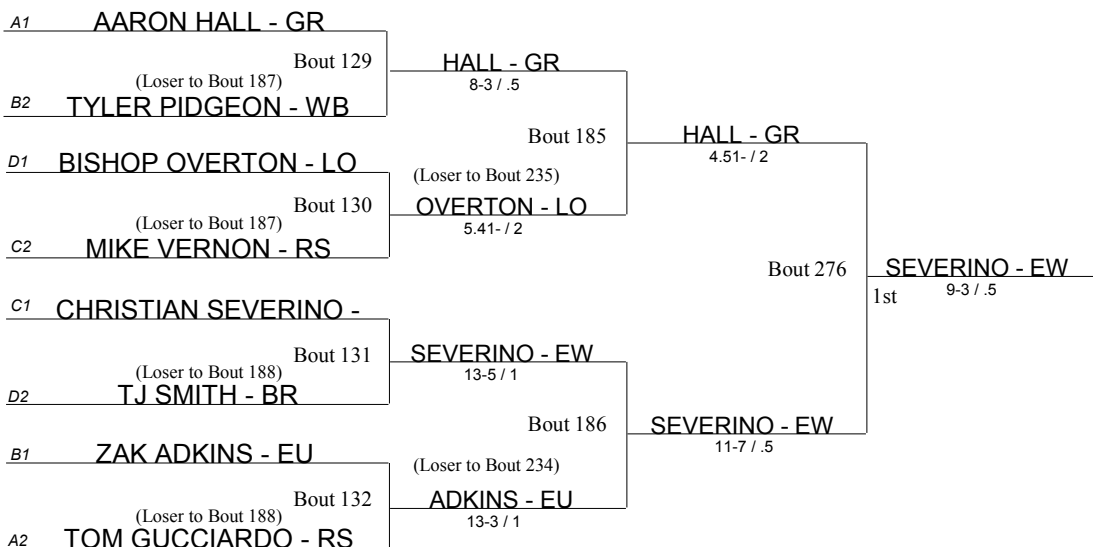 A1 AARON HALL - GR
Bout 129
(Loser to Bout 187)
B2 TYLER PIDGEON - WB
HALL - GR
8-3 / .5
D1 BISHOP OVERTON - LO
Bout 130
(Loser to Bout 187)
C2 MIKE VERNON - RS
Bout 185
(Loser to Bout 235)
OVERTON - LO
5.41- / 2
HALL - GR
4.51- / 2
C1 CHRISTIAN SEVERINO -
Bout 131
(Loser to Bout 188)
D2 TJ SMITH - BR
SEVERINO - EW
13-5 / 1
B1 ZAK ADKINS - EU
Bout 132
(Loser to Bout 188)
A2 TOM GUCCIARDO - RS
Bout 186
(Loser to Bout 234)
ADKINS - EU
13-3 / 1
SEVERINO - EW
11-7 / .5
Bout 276
SEVERINO - EW
1st 9-3 / .5